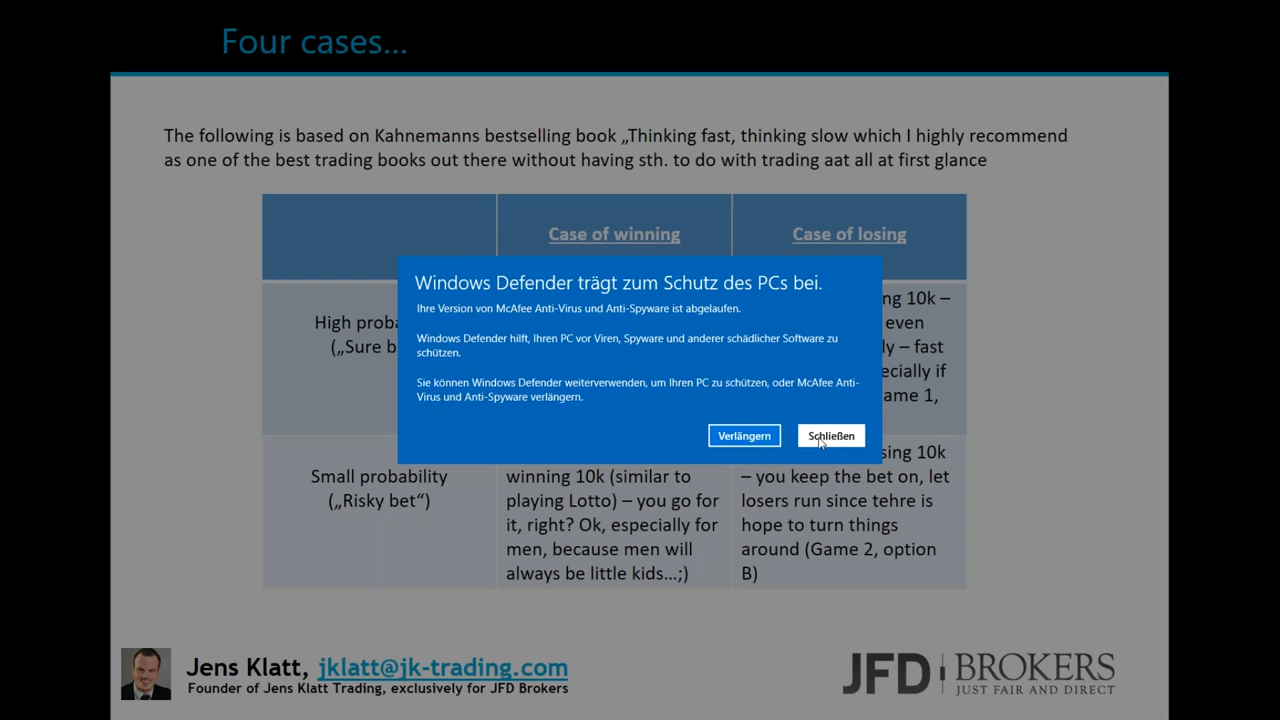 Four cases...
The following is based on Kahnemanns bestselling book „Thinking fast, thinking slow which I highly recommend
as one of the best trading books out there without having sth. to do with trading aat all at first glance
Case of winning
Case of losing
Windows Defender trägt zum Schutz des PCs bei.
Ihre Version von McAfee Anti-Virus und Anti-Spyware ist abgelaufen.
Windows Defender hilft, Ihren PC vor Viren, Spyware und anderer schädlicher Software zu
schützen.
Sie können Windows Defender weiterverwenden, um Ihren PC zu schützen, oder McAfee Anti-
Virus und Anti-Spyware verlängern.
Verlängern
Schließen
High
(„Sure
10k –
even
– fast
if
1,
Small probability
(„Risky bet“)
winning 10k (similar to
playing Lotto) – you go for
it, right? Ok, especially for
men, because men will
always be little kids...;)
10k
– you keep the bet on, let
losers run since tehre is
hope to turn things
around (Game 2, option
B)
Jens Klatt, jklatt@jk-trading.com
Founder of Jens Klatt Trading, exclusively for JFD Brokers
JFD BROKERS
JUST FAIR AND DIRECT